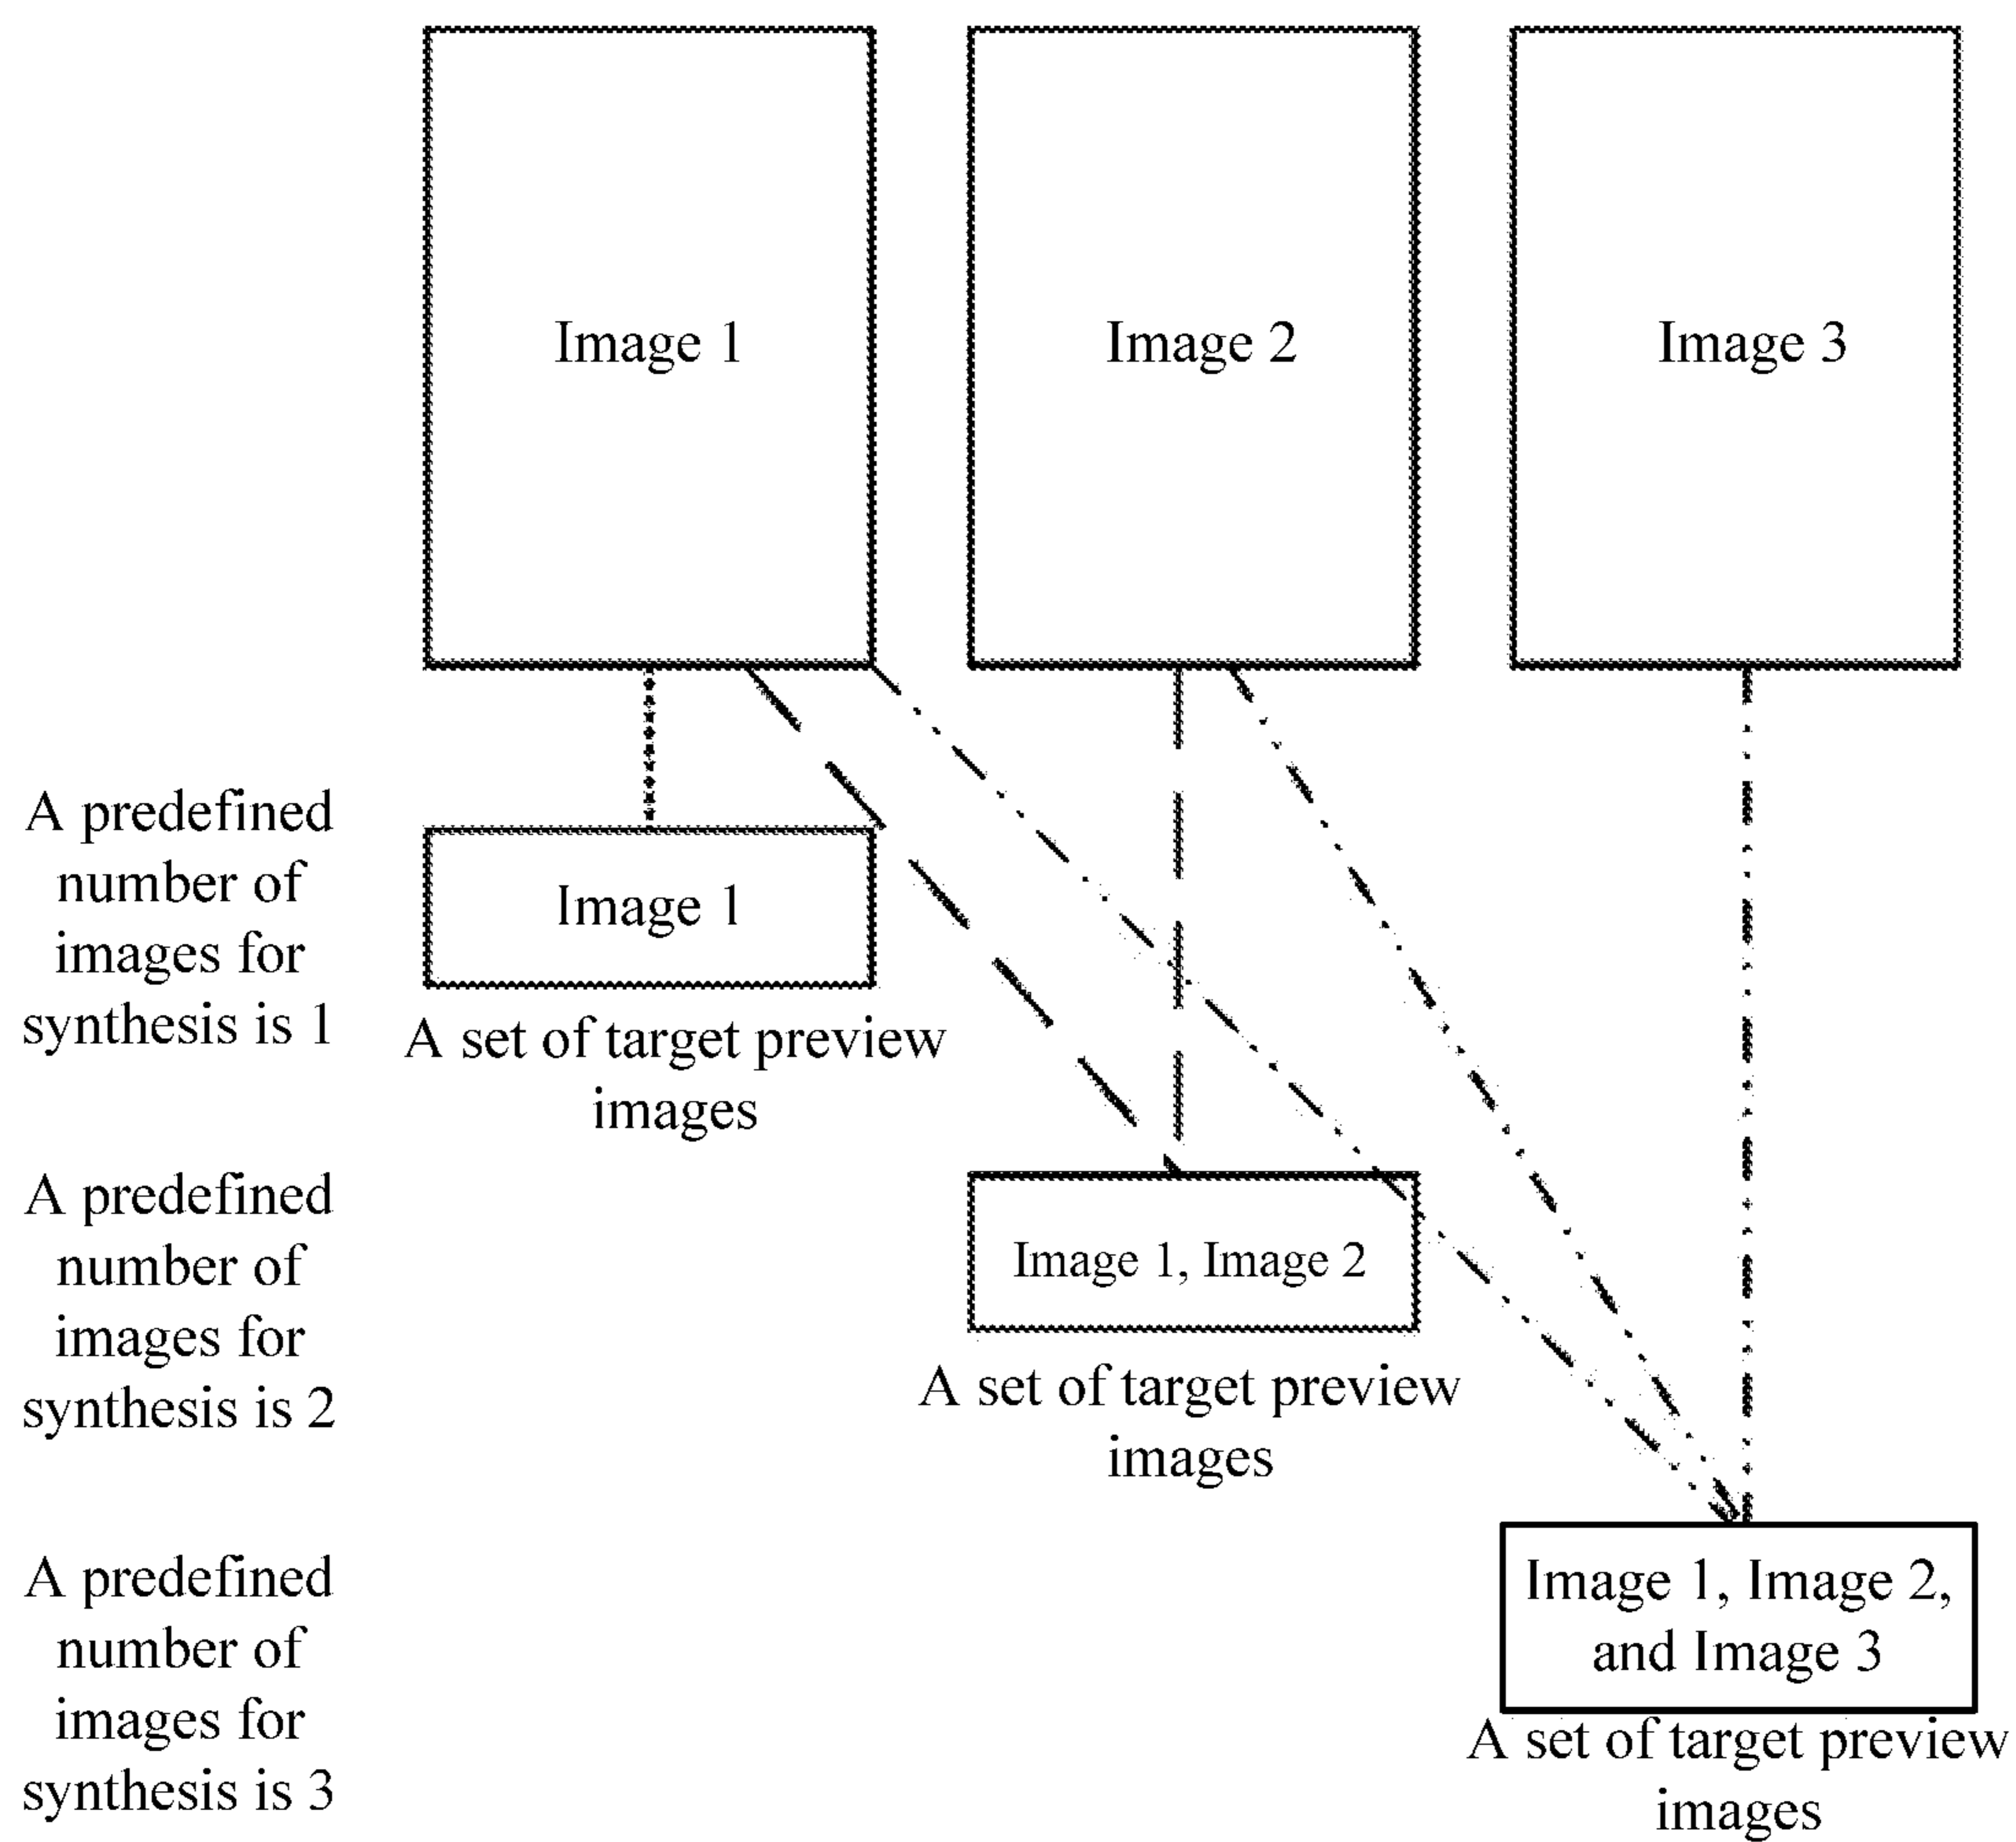 Image 1
Image 2
Image 3
A predefined
number of
images for
synthesis is 1
Image 1
A set of target preview
images
A predefined
number of
images for
synthesis is 2
Image 1, Image 2
A set of target preview
images
A predefined
number of
images for
synthesis is 3
Image 1, Image 2,
and Image 3
A set of target preview
images